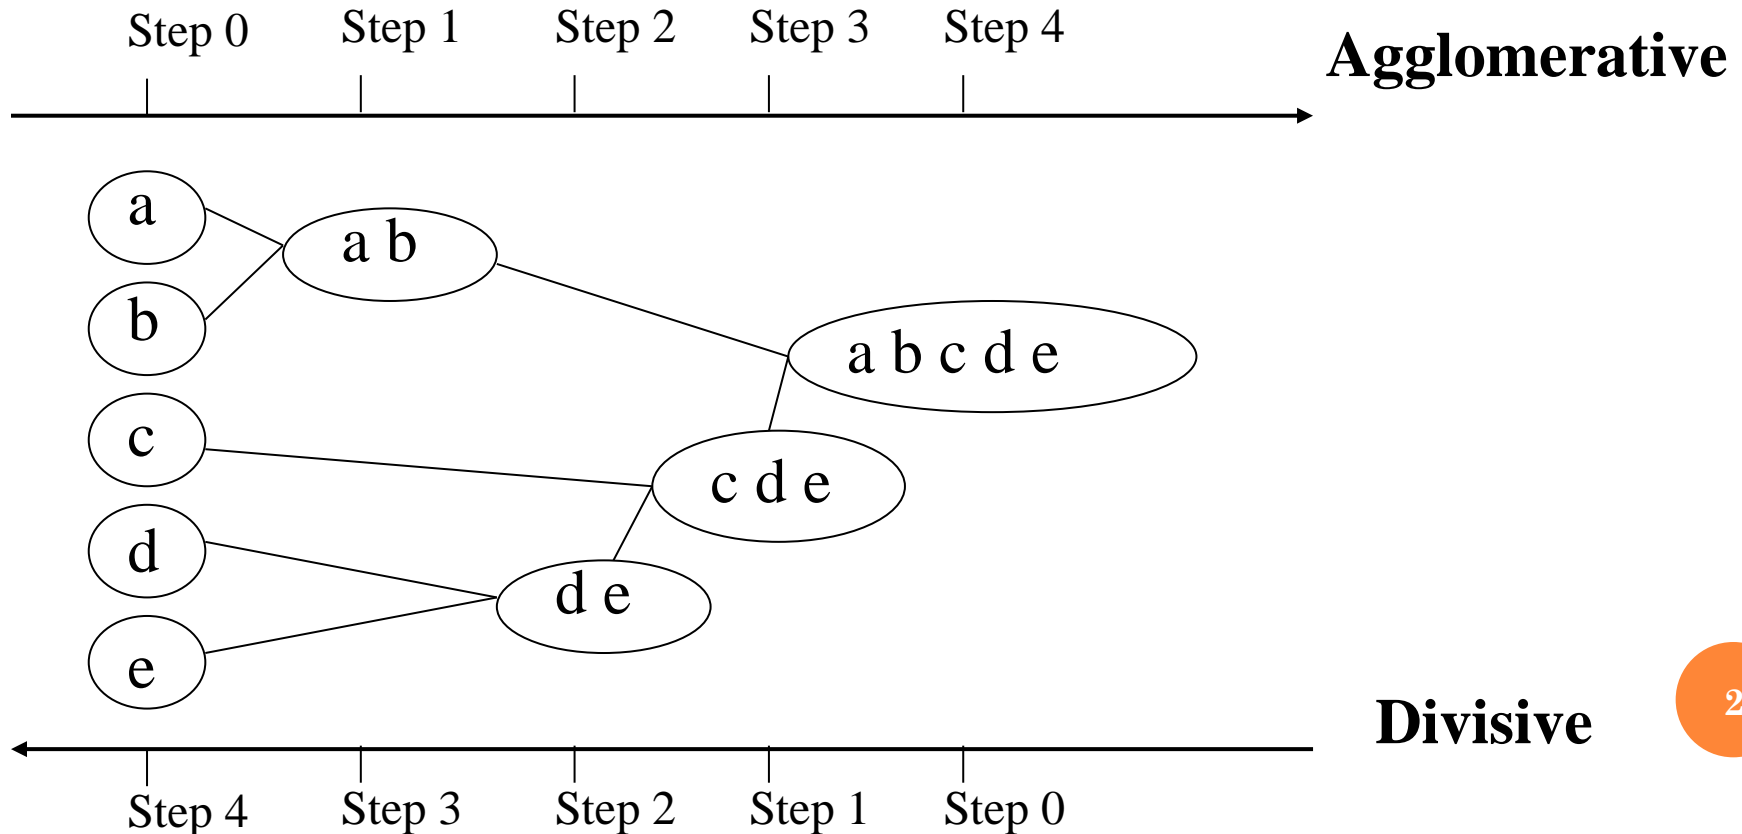 Step 0 Step 1 Step 2 Step 3 Step 4
Agglomerative
a
a b
b
a b c d e
c
c d e
d
d e
e
Divisive
2
Step 4 Step 3 Step 2 Step 1 Step 0